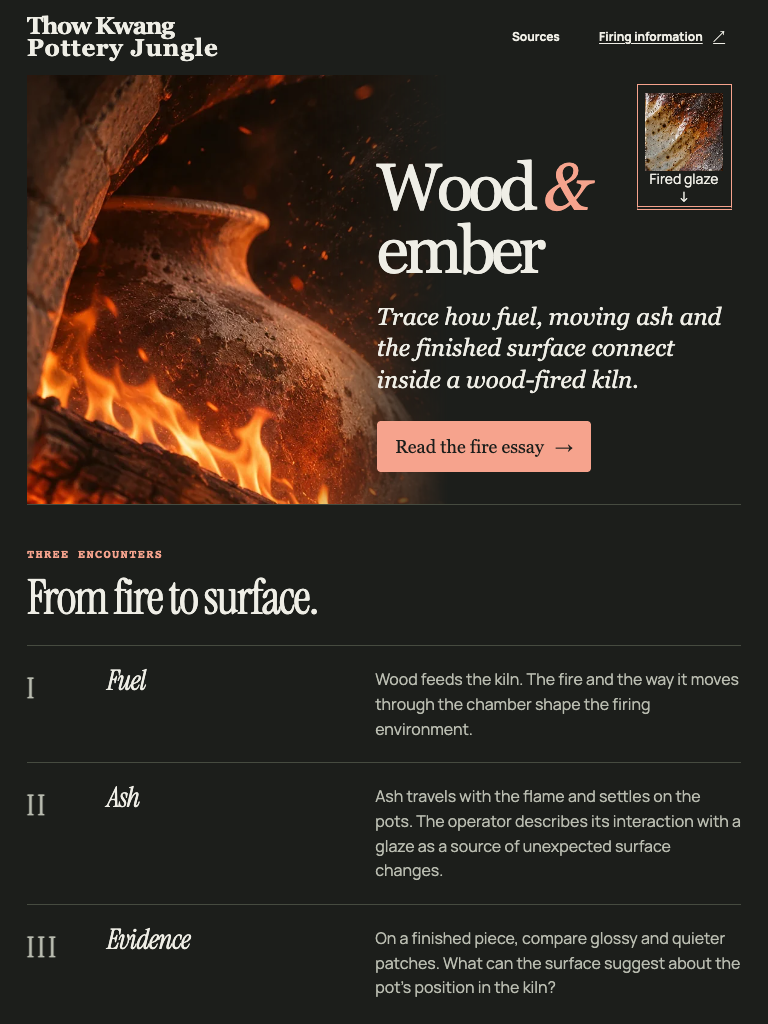 Thow Kwang
Pottery Jungle
Sources
Firing information ↗
Fired glaze
↓
Wood &
ember
Trace how fuel, moving ash and
the finished surface connect
inside a wood-fired kiln.
Read the fire essay →
THREE ENCOUNTERS
From fire to surface.
I
Fuel
Wood feeds the kiln. The fire and the way it moves
through the chamber shape the firing
environment.
II
Ash
Ash travels with the flame and settles on the
pots. The operator describes its interaction with a
glaze as a source of unexpected surface
changes.
III
Evidence
On a finished piece, compare glossy and quieter
patches. What can the surface suggest about the
pot's position in the kiln?